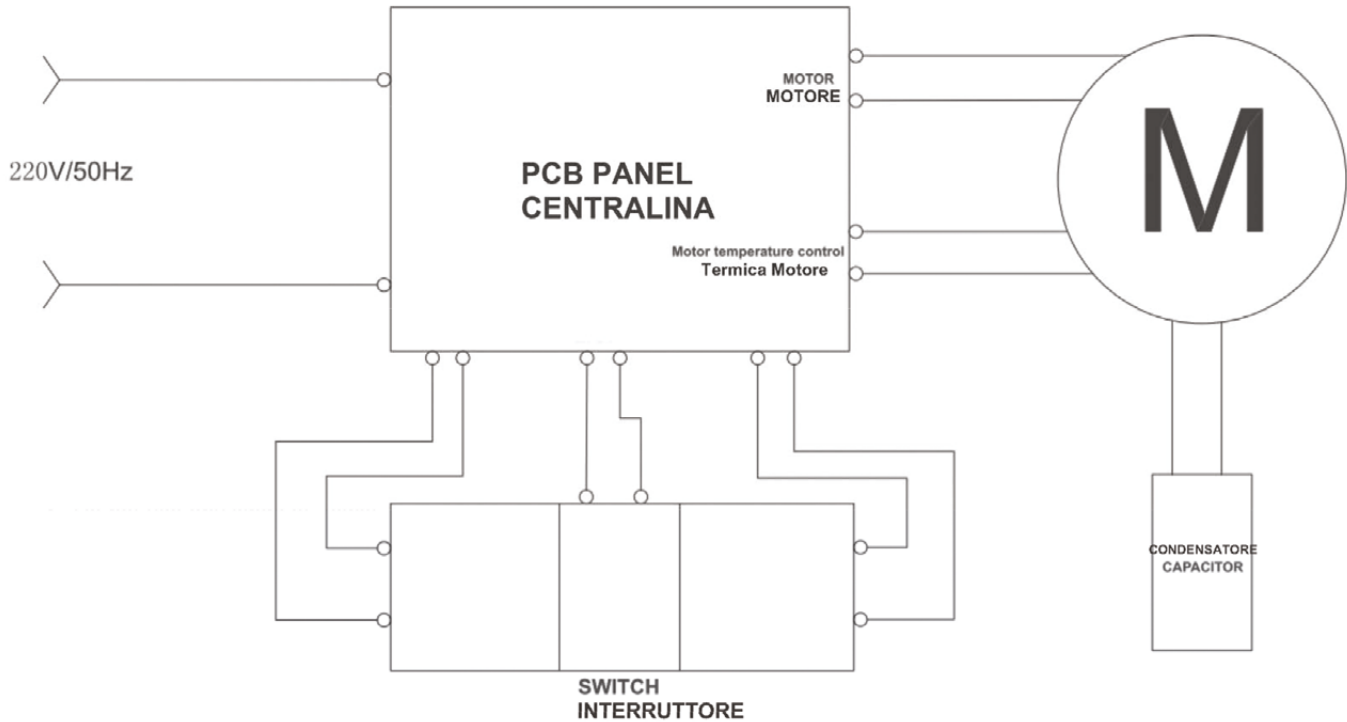 MOTOR
MOTORE
220V/50Hz
PCB PANEL
CENTRALINA
M
Motor temperature control
Termica Motore
CONDENSATORE
CAPACITOR
SWITCH
INTERRUTTORE